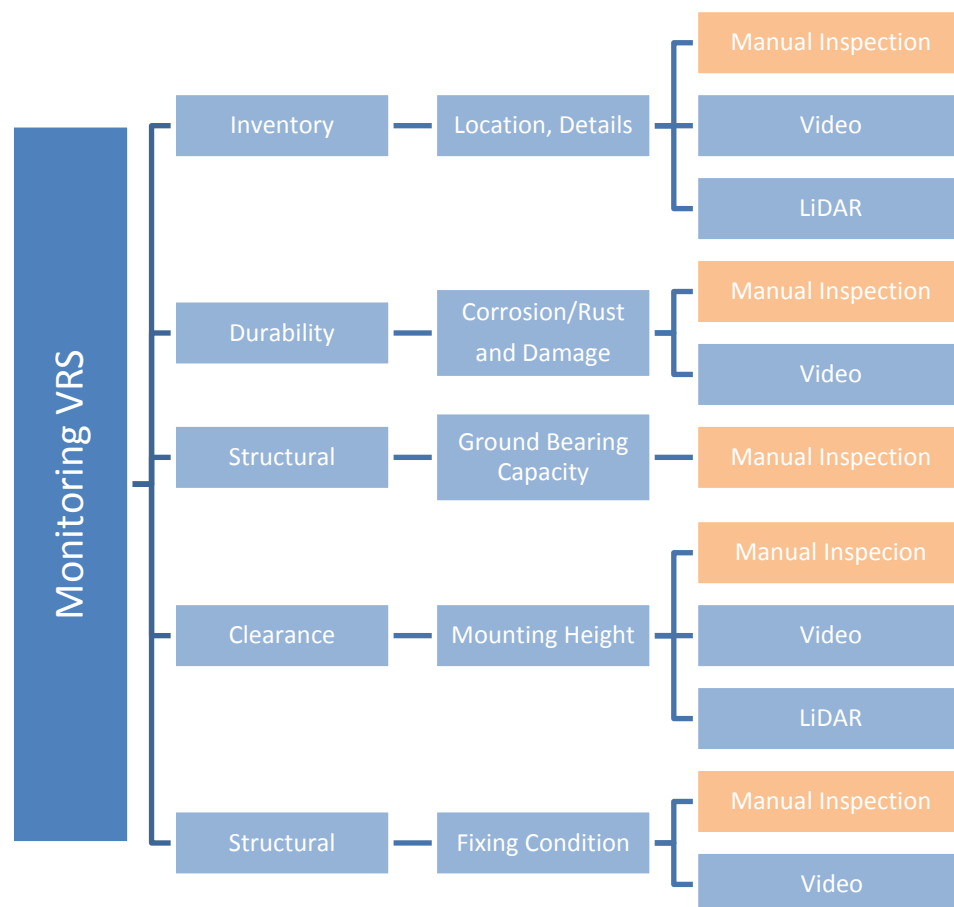 Monitoring VRS
Inventory
Location, Details
Manual Inspection
Video
LiDAR
Durability
Corrosion/Rust
and Damage
Manual Inspection
Video
Structural
Ground Bearing
Capacity
Manual Inspection
Clearance
Mounting Height
Manual Inspecion
Video
LiDAR
Structural
Fixing Condition
Manual Inspection
Video